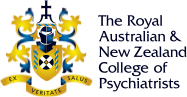 The Royal
Australian &
New Zealand
College of
Psychiatrists
EX
VERITATE
SALUS